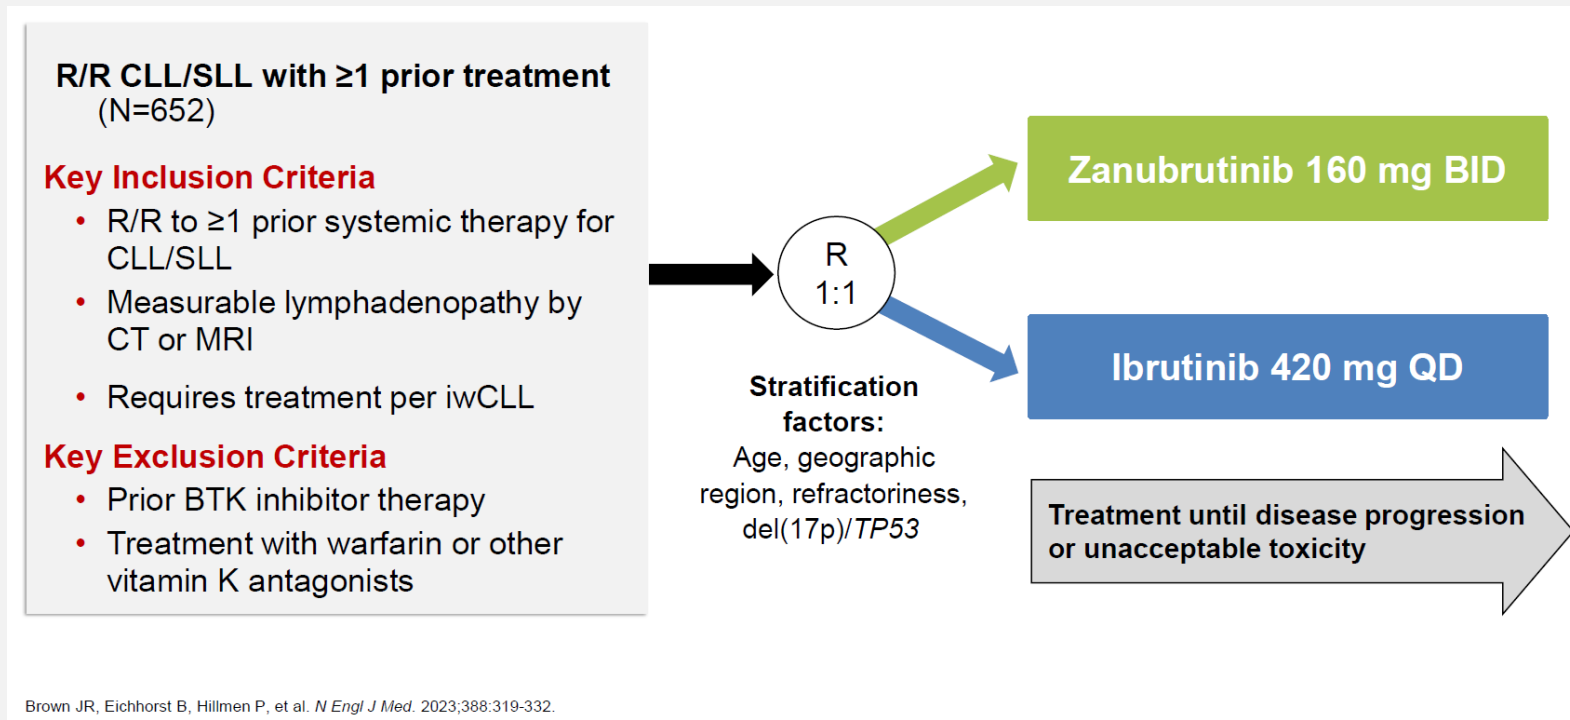 R/R CLL/SLL with ≥1 prior treatment
(N=652)
Key Inclusion Criteria
• R/R to ≥1 prior systemic therapy for
CLL/SLL
• Measurable lymphadenopathy by
CT or MRI
• Requires treatment per iwCLL
Key Exclusion Criteria
• Prior BTK inhibitor therapy
• Treatment with warfarin or other
vitamin K antagonists
R
1:1
Stratification
factors:
Age, geographic
region, refractoriness,
del(17p)/TP53
Zanubrutinib 160 mg BID
Ibrutinib 420 mg QD
Treatment until disease progression
or unacceptable toxicity
Brown JR, Eichhorst B, Hillmen P, et al. N Engl J Med. 2023;388:319-332.